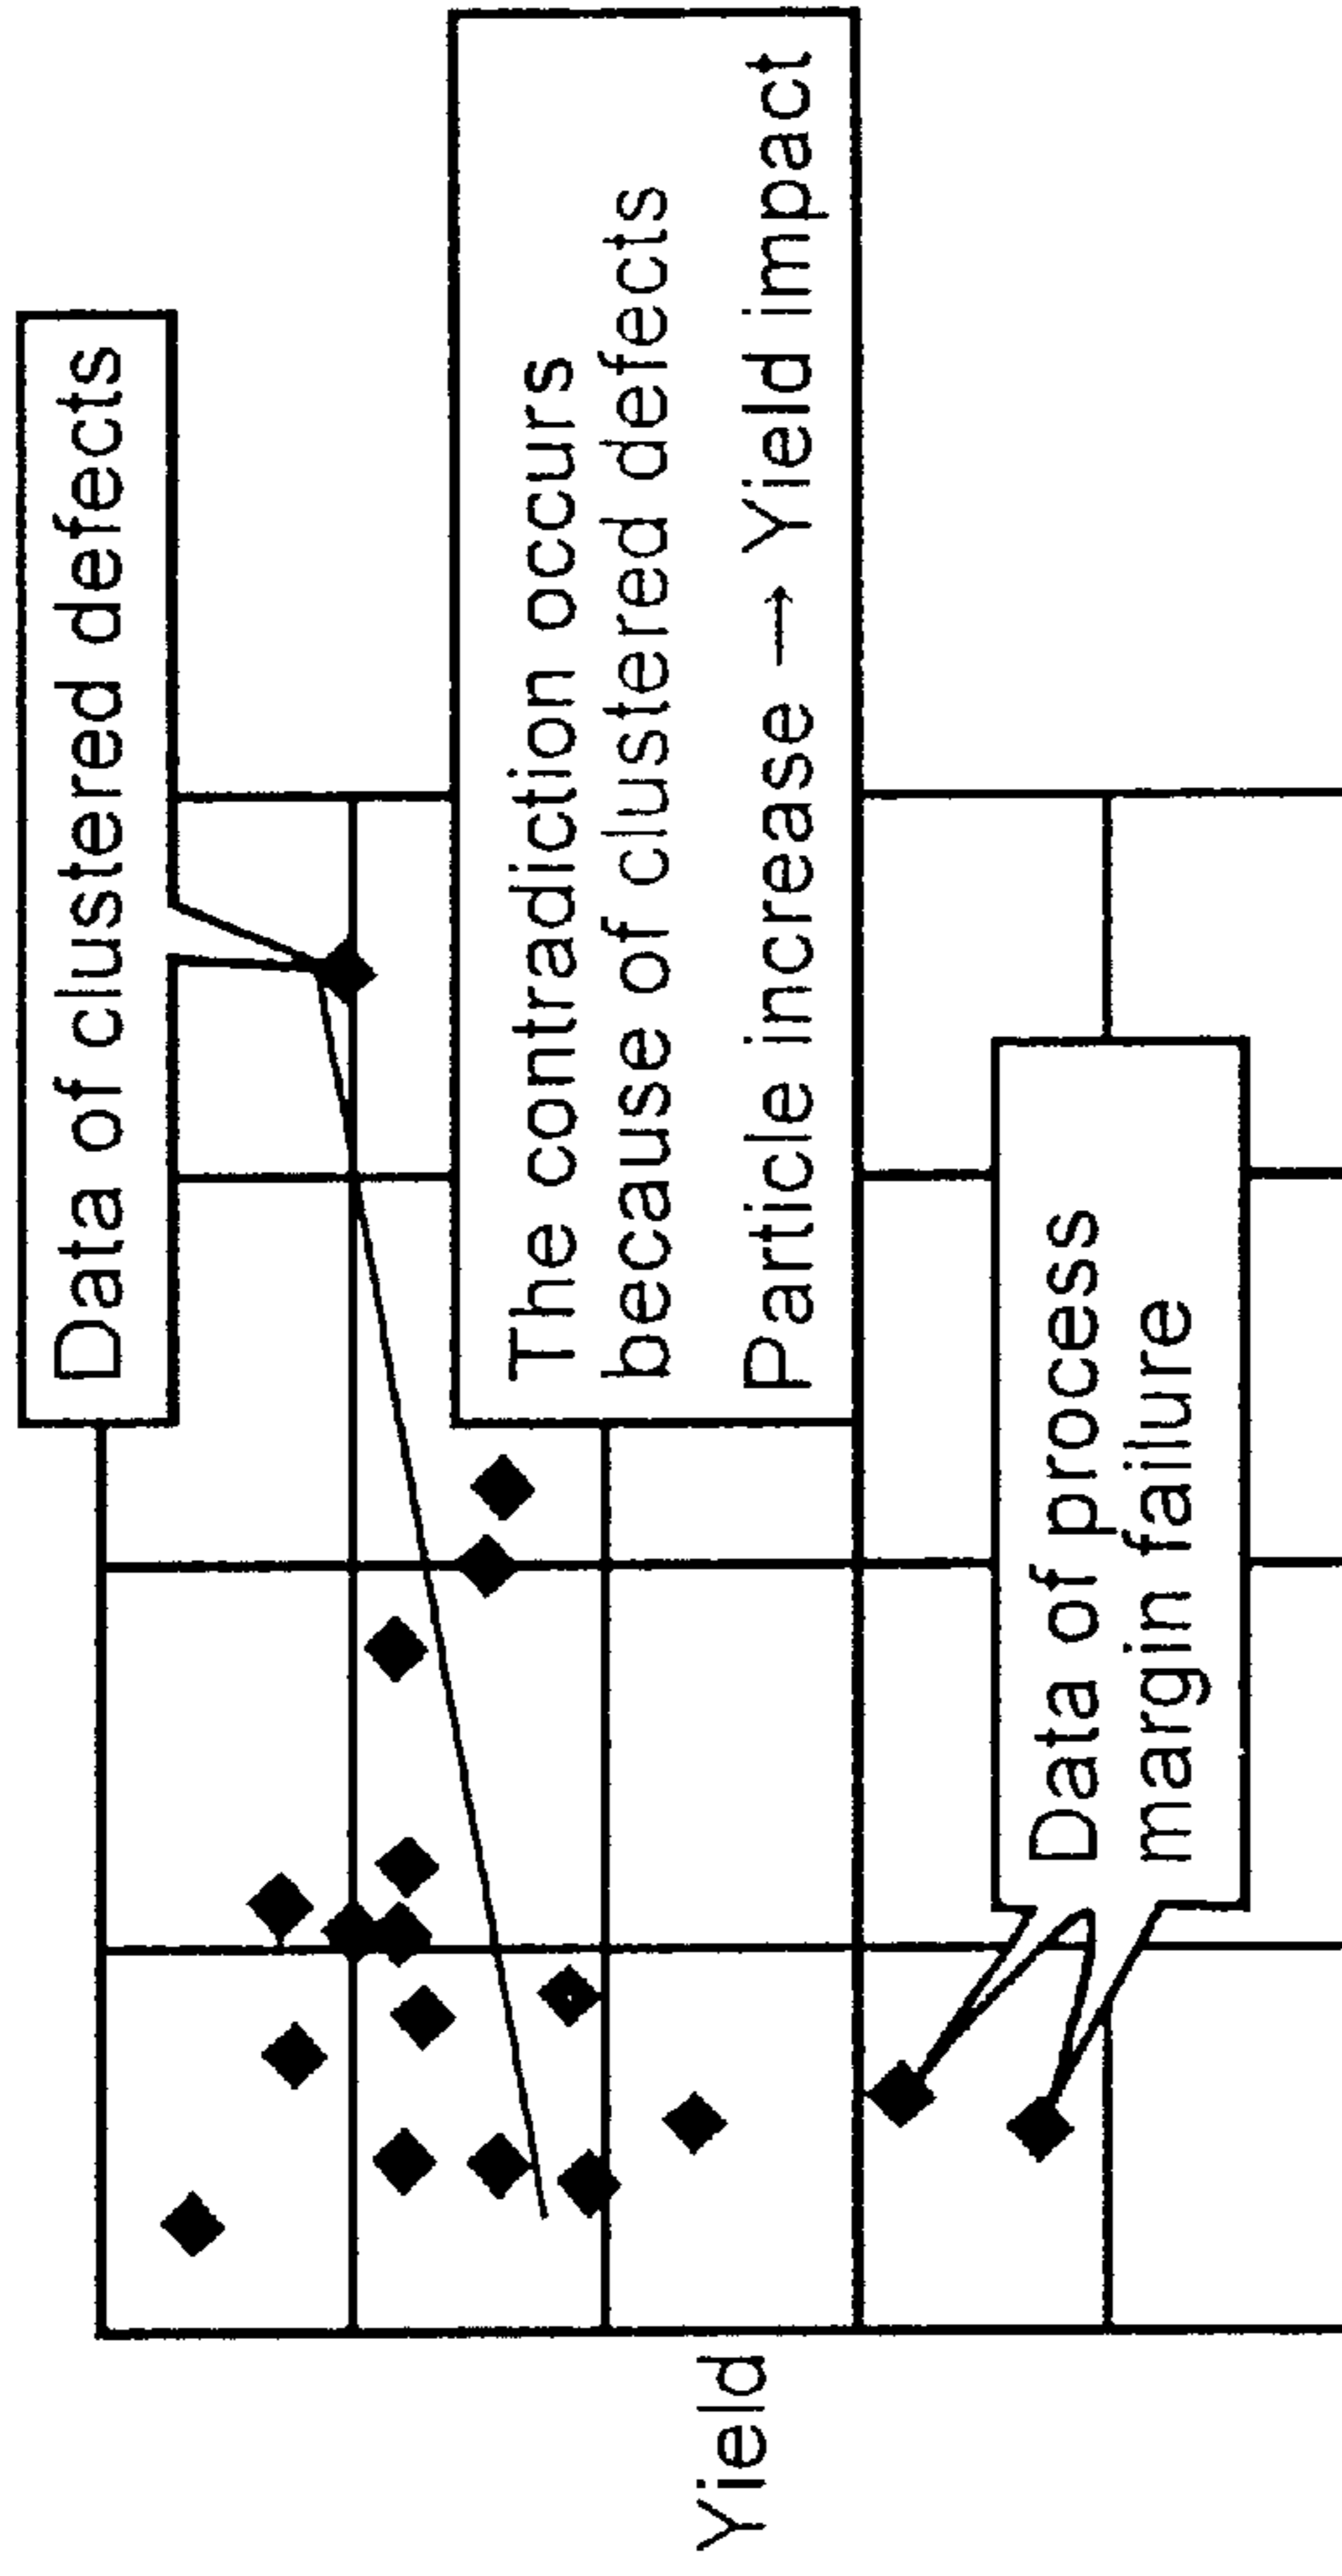 Data of clustered defects
The contradiction occurs
because of clustered defects
Particle increase → Yield impact
Data of process
margin failure
Yield